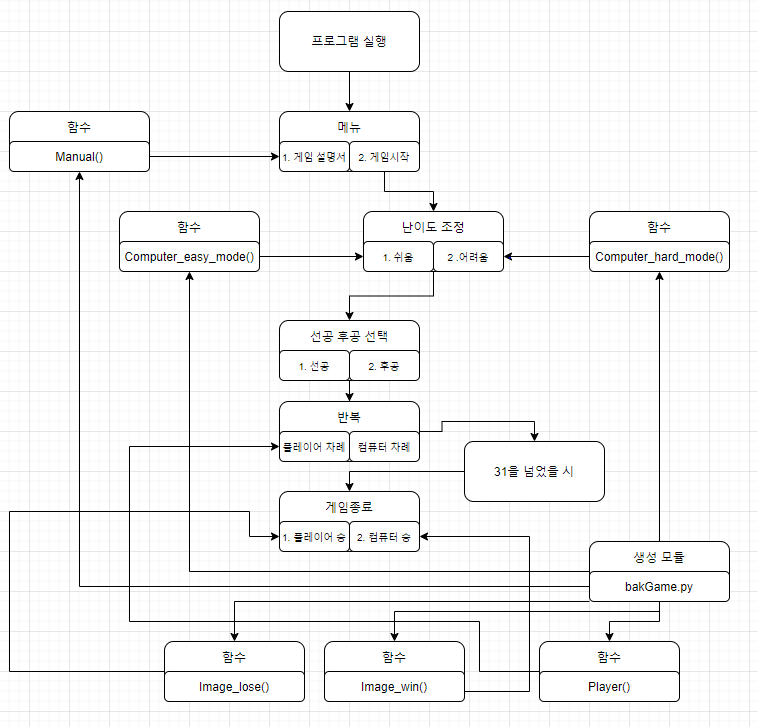 프로그램 실행
함수
Manual()
메뉴
1. 게임 설명서
2. 게임시작
함수
Computer_easy_mode()
난이도 조정
1. 쉬움
2 .어려움
함수
Computer_hard_mode()
선공 후공 선택
1. 선공
2. 후공
반복
플레이어 차례
컴퓨터 차례
31을 넘었을 시
게임종료
1. 플레이어 승
2. 컴퓨터 승
생성 모듈
bakGame.py
함수
Image_lose()
함수
Image_win()
함수
Player()